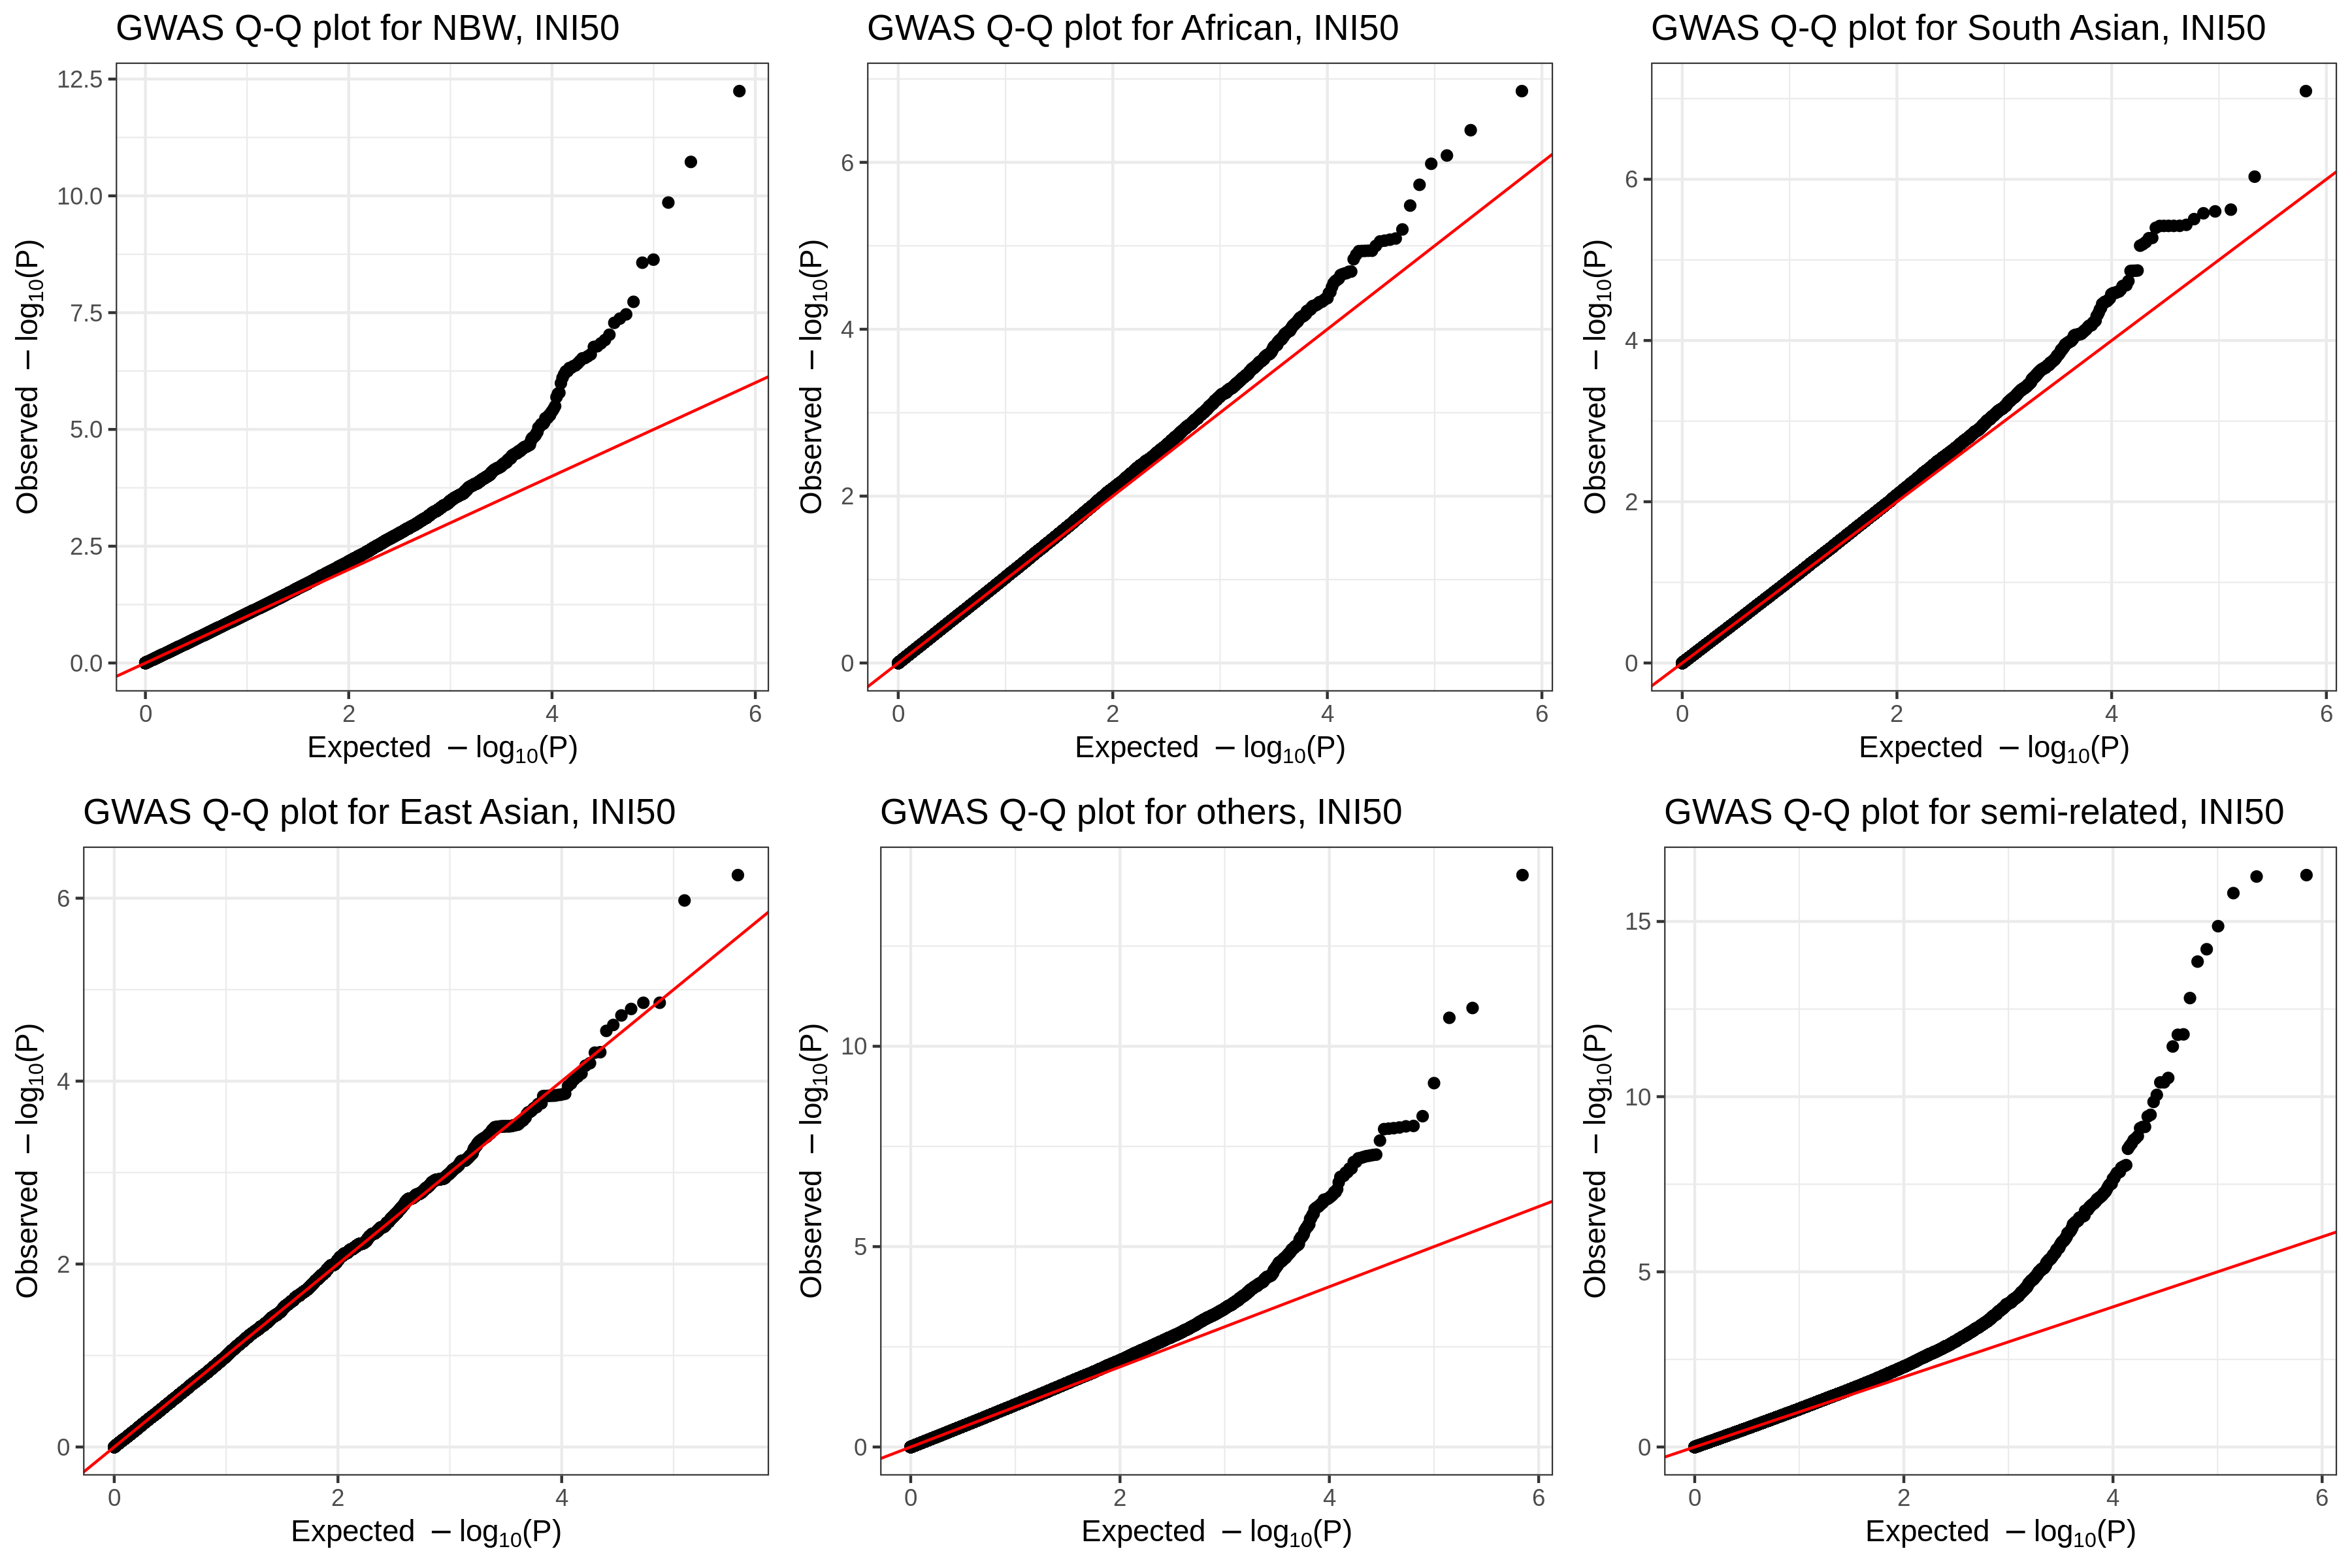 GWAS Q-Q plot for NBW, INI50
12.5
10.0
7.5
5.0
2.5
0.0
Observed −log10(P)
0 2 4 6
Expected −log10(P)
GWAS Q-Q plot for African, INI50
6
4
2
0
Observed −log10(P)
0 2 4 6
Expected −log10(P)
GWAS Q-Q plot for South Asian, INI50
6
4
2
0
Observed −log10(P)
0 2 4 6
Expected −log10(P)
GWAS Q-Q plot for East Asian, INI50
6
4
2
0
Observed −log10(P)
0 2 4
Expected −log10(P)
GWAS Q-Q plot for others, INI50
10
5
0
Observed −log10(P)
0 2 4 6
Expected −log10(P)
GWAS Q-Q plot for semi-related, INI50
15
10
5
0
Observed −log10(P)
0 2 4 6
Expected −log10(P)